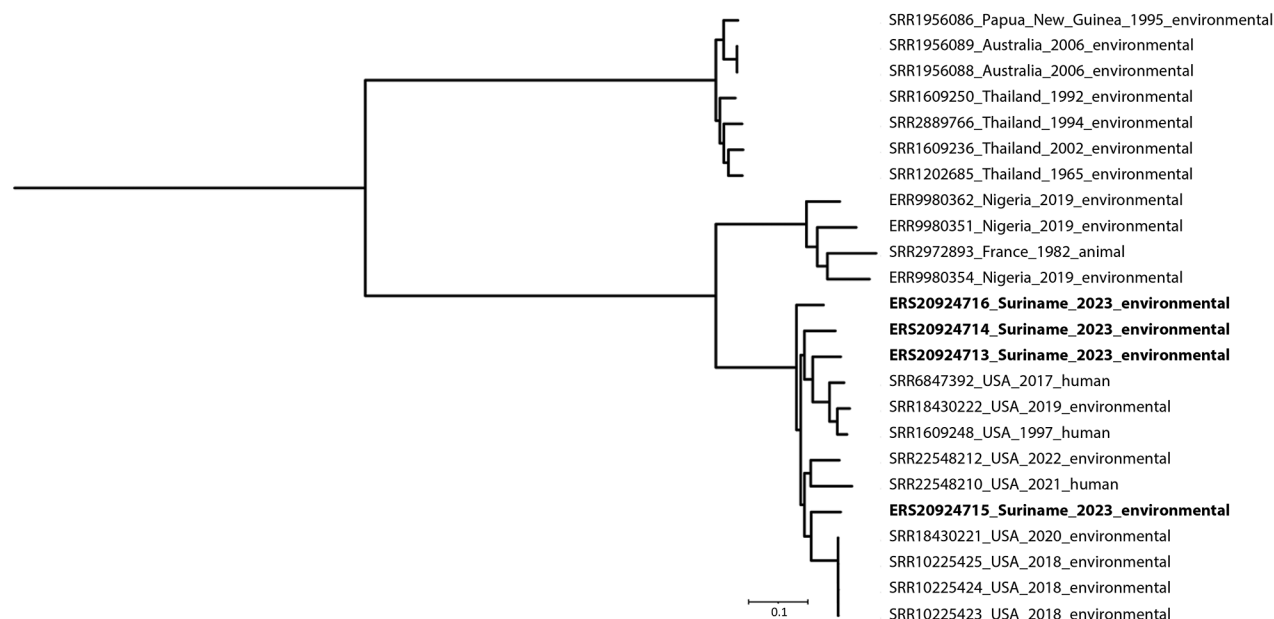 SRR1956086_Papua_New_Guinea_1995_environmental
SRR1956089_Australia_2006_environmental
SRR1956088_Australia_2006_environmental
SRR1609250_Thailand_1992_environmental
SRR2889766_Thailand_1994_environmental
SRR1609236_Thailand_2002_environmental
SRR1202685_Thailand_1965_environmental
ERR9980362_Nigeria_2019_environmental
ERR9980351_Nigeria_2019_environmental
SRR2972893_France_1982_animal
ERR9980354_Nigeria_2019_environmental
ERS20924716_Suriname_2023_environmental
ERS20924714_Suriname_2023_environmental
ERS20924713_Suriname_2023_environmental
SRR6847392_USA_2017_human
SRR18430222_USA_2019_environmental
SRR1609248_USA_1997_human
SRR22548212_USA_2022_environmental
SRR22548210_USA_2021_human
ERS20924715_Suriname_2023_environmental
SRR18430221_USA_2020_environmental
SRR10225425_USA_2018_environmental
SRR10225424_USA_2018_environmental
SRR10225423_USA_2018_environmental
0.1